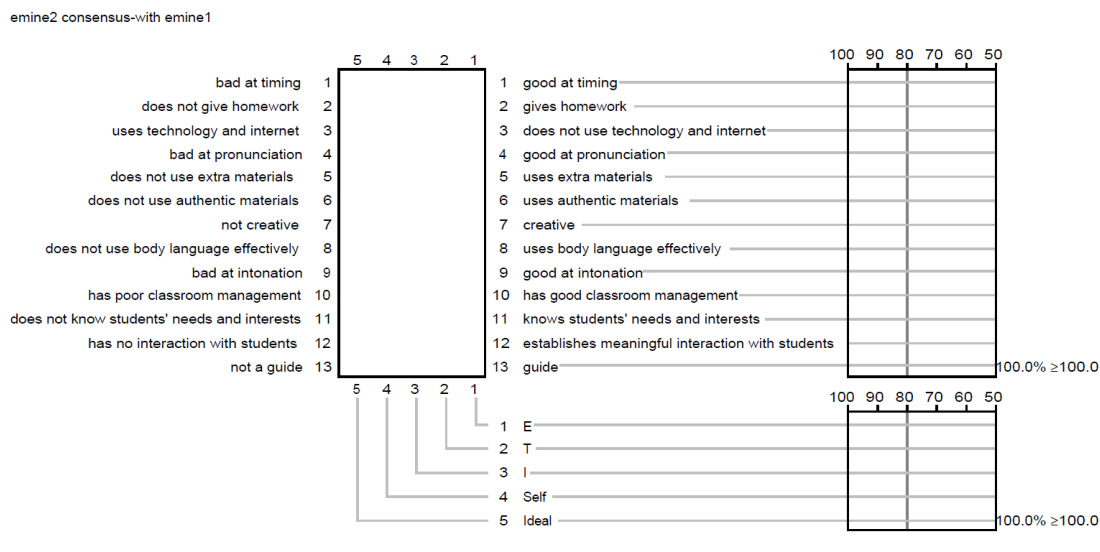 emine2 consensus-with emine1
5 4 3 2 1 100 90 80 70 60 50
bad at timing 1 1 good at timing
does not give homework 2 2 gives homework
uses technology and internet 3 3 does not use technology and internet
bad at pronunciation 4 4 good at pronunciation
does not use extra materials 5 5 uses extra materials
does not use authentic materials 6 6 uses authentic materials
not creative 7 7 creative
does not use body language effectively 8 8 uses body language effectively
bad at intonation 9 9 good at intonation
has poor classroom management 10 10 has good classroom management
does not know students' needs and interests 11 11 knows students' needs and interests
has no interaction with students 12 12 establishes meaningful interaction with students
not a guide 13 13 guide 100.0% ≥100.0
5 4 3 2 1 100 90 80 70 60 50
1 E
2 T
3 I
4 Self
5 Ideal 100.0% ≥100.0